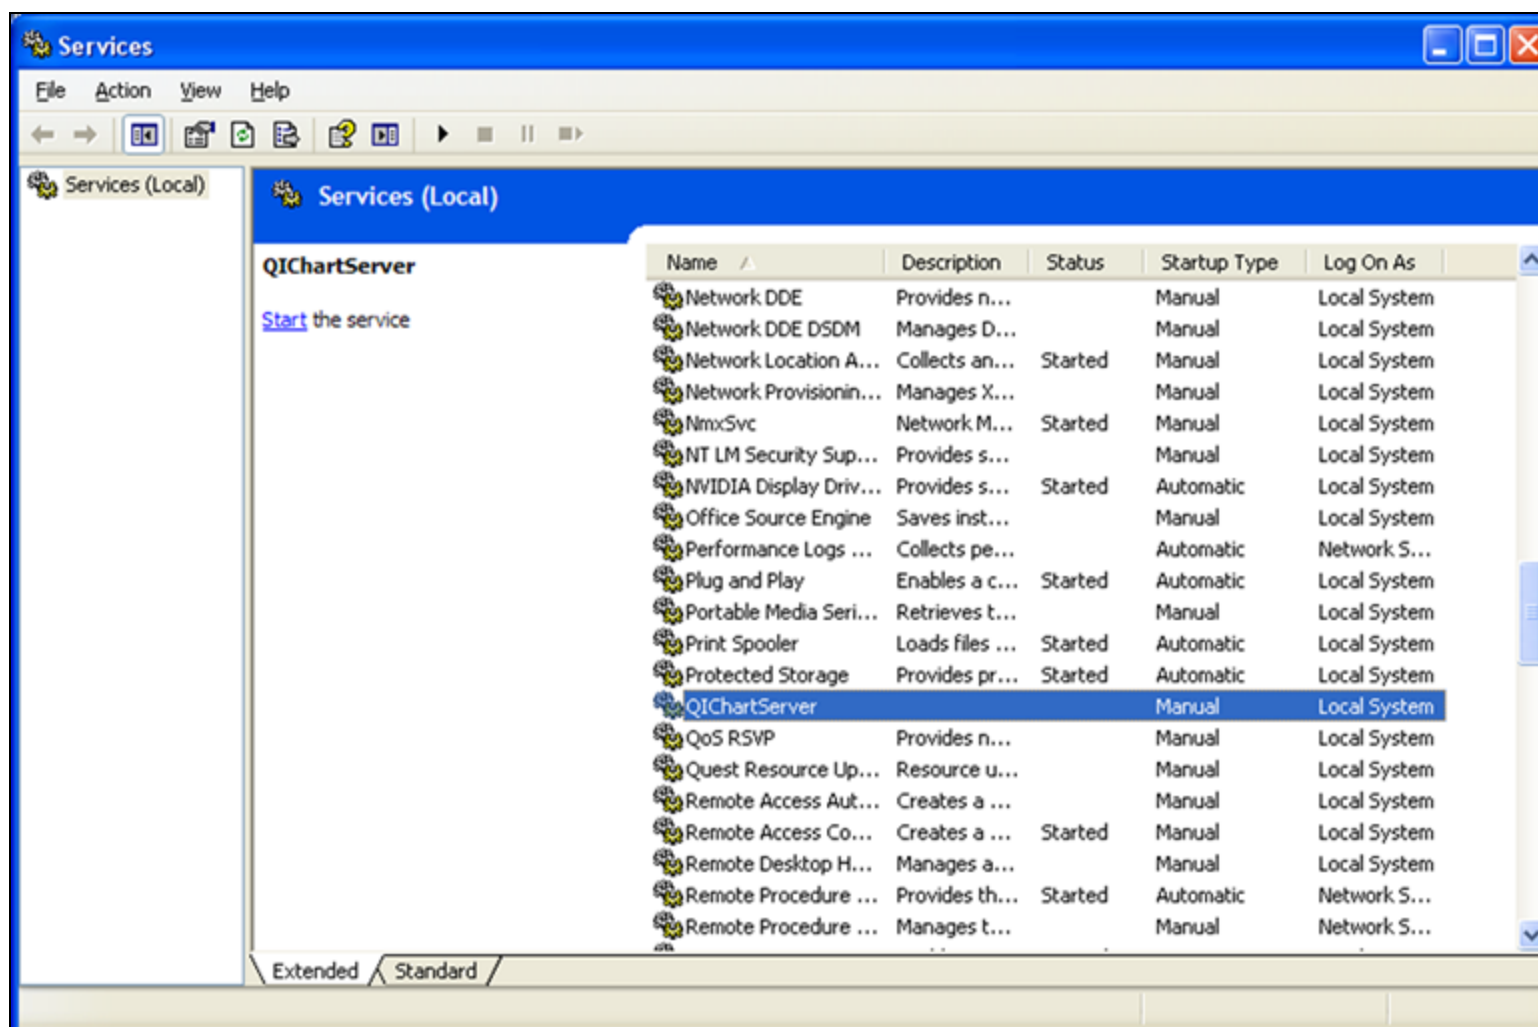 Services
File Action View Help
Services (Local)
Services (Local)
QIChartServer
Start the service
Name Description Status Startup Type Log On As
Network DDE Provides n... Manual Local System
Network DDE DSDM Manages D... Manual Local System
Network Location A... Collects an... Started Manual Local System
Network Provisionin... Manages X... Manual Local System
NmxSvc Network M... Started Manual Local System
NT LM Security Sup... Provides s... Manual Local System
NVIDIA Display Driv... Provides s... Started Automatic Local System
Office Source Engine Saves inst... Manual Local System
Performance Logs ... Collects pe... Automatic Network S...
Plug and Play Enables a c... Started Automatic Local System
Portable Media Seri... Retrieves t... Manual Local System
Print Spooler Loads files ... Started Automatic Local System
Protected Storage Provides pr... Started Automatic Local System
QIChartServer Manual Local System
QoS RSVP Provides n... Manual Local System
Quest Resource Up... Resource u... Manual Local System
Remote Access Aut... Creates a ... Manual Local System
Remote Access Co... Creates a ... Started Manual Local System
Remote Desktop H... Manages a... Manual Local System
Remote Procedure ... Provides th... Started Automatic Network S...
Remote Procedure ... Manages t... Manual Network S...
Extended Standard